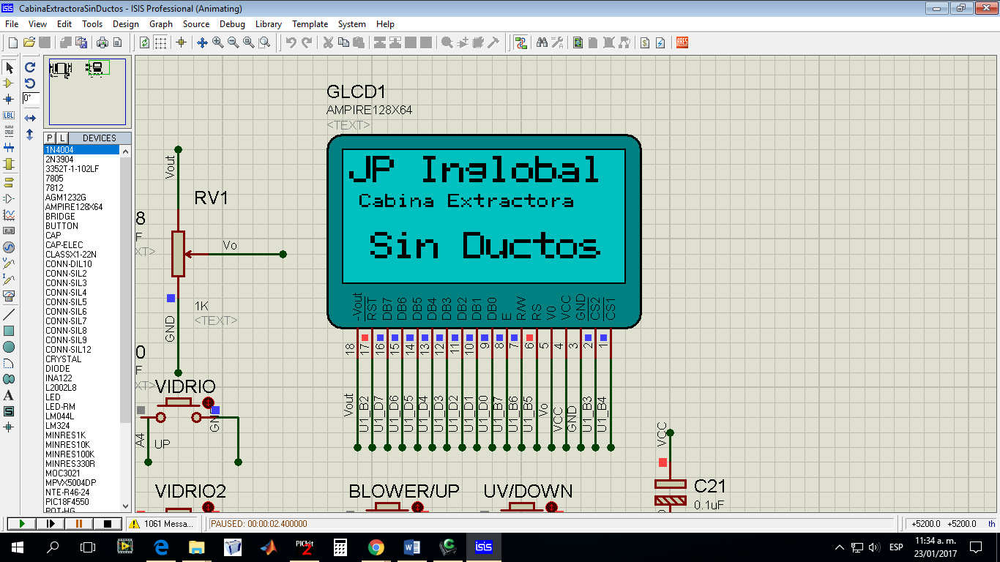 CabinaExtractoraSinDuctos - ISIS Professional (Animating)
File View Edit Tools Design Graph Source Debug Library Template System Help
0°
P L DEVICES
1N4004
2N3904
3352T-1-102LF
7805
7812
AGM1232G
AMPIRE128X64
BRIDGE
BUTTON
CAP
CAP-ELEC
CLASSX1-22N
CONN-DIL10
CONN-SIL2
CONN-SIL3
CONN-SIL4
CONN-SIL5
CONN-SIL6
CONN-SIL7
CONN-SIL8
CONN-SIL9
CONN-SIL12
CRYSTAL
DIODE
INA122
L2002L8
LED
LED-RM
LM044L
LM324
MINRES1K
MINRES10K
MINRES100K
MINRES330R
MOC3021
MPVX5004DP
NTE-R46-24
PIC18F4550
POT-HG
GLCD1
AMPIRE128X64
<TEXT>
JP Inglobal
Cabina Extractora
Sin Ductos
-Vout RST DB7 DB6 DB5 DB4 DB3 DB2 DB1 DB0 E R/W RS V0 VCC GND CS2 CS1
18 17 16 15 14 13 12 11 10 9 8 7 6 5 4 3 2 1
Vout U1_B2 U1_D7 U1_D6 U1_D5 U1_D4 U1_D3 U1_D2 U1_D1 U1_D0 U1_B7 U1_B6 U1_B5 Vo VCC GND U1_B3 U1_B4
Vout
RV1
8
F
XT>
Vo
1K
<TEXT>
GND
0
F
XT>
VIDRIO
GND
A4
UP
VIDRIO2
BLOWER/UP
UV/DOWN
VCC
C21
0.1uF
1061 Messa...
PAUSED: 00:00:02.400000
+5200.0 +5200.0 th
PICkit
2
isis
ESP
11:34 a. m.
23/01/2017